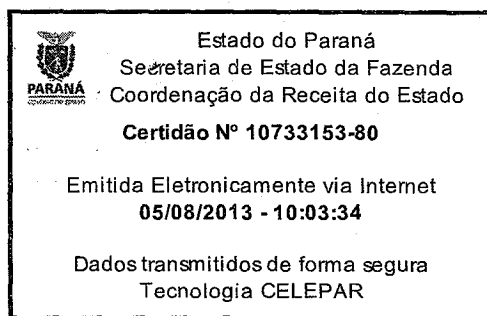 Estado do Paraná
Secretaria de Estado da Fazenda
PARANÁ
Coordenação da Receita do Estado
Certidão Nº 10733153-80
Emitida Eletronicamente via Internet
05/08/2013 - 10:03:34
Dados transmitidos de forma segura
Tecnologia CELEPAR